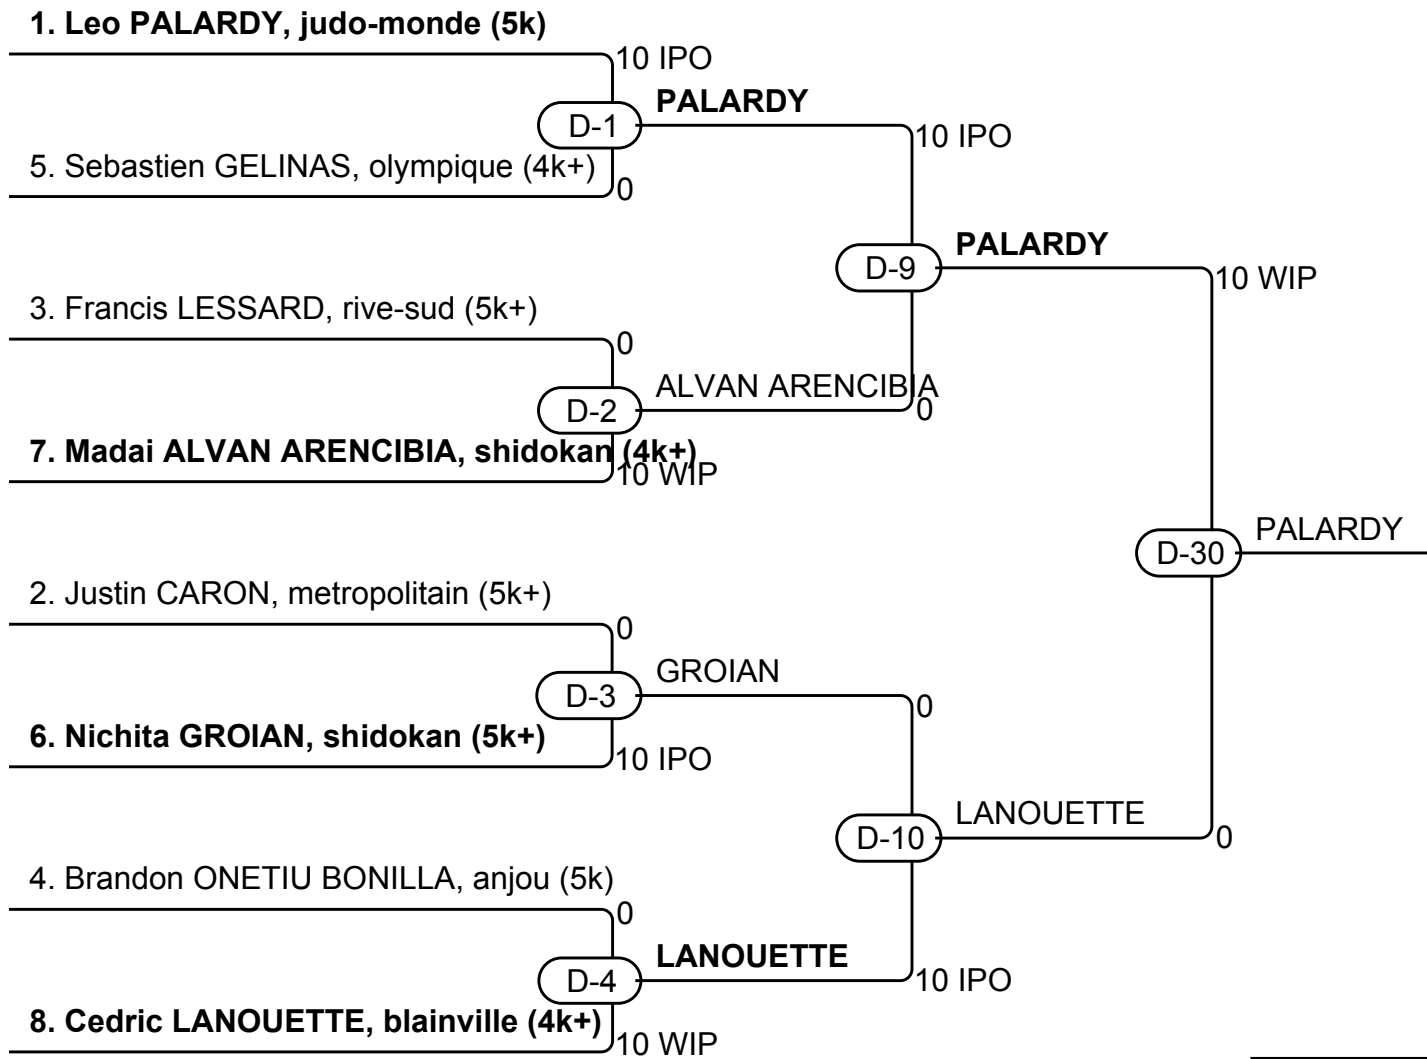 1. Leo PALARDY, judo-monde (5k)
10 IPO
PALARDY
D-1
10 IPO
5. Sebastien GELINAS, olympique (4k+)
0
PALARDY
D-9
10 WIP
3. Francis LESSARD, rive-sud (5k+)
0
ALVAN ARENCIBIA
D-2
0
7. Madai ALVAN ARENCIBIA, shidokan (4k+)
10 WIP
PALARDY
D-30
2. Justin CARON, metropolitain (5k+)
0
GROIAN
D-3
0
6. Nichita GROIAN, shidokan (5k+)
10 IPO
LANOUETTE
D-10
0
4. Brandon ONETIU BONILLA, anjou (5k)
0
LANOUETTE
D-4
10 IPO
8. Cedric LANOUETTE, blainville (4k+)
10 WIP